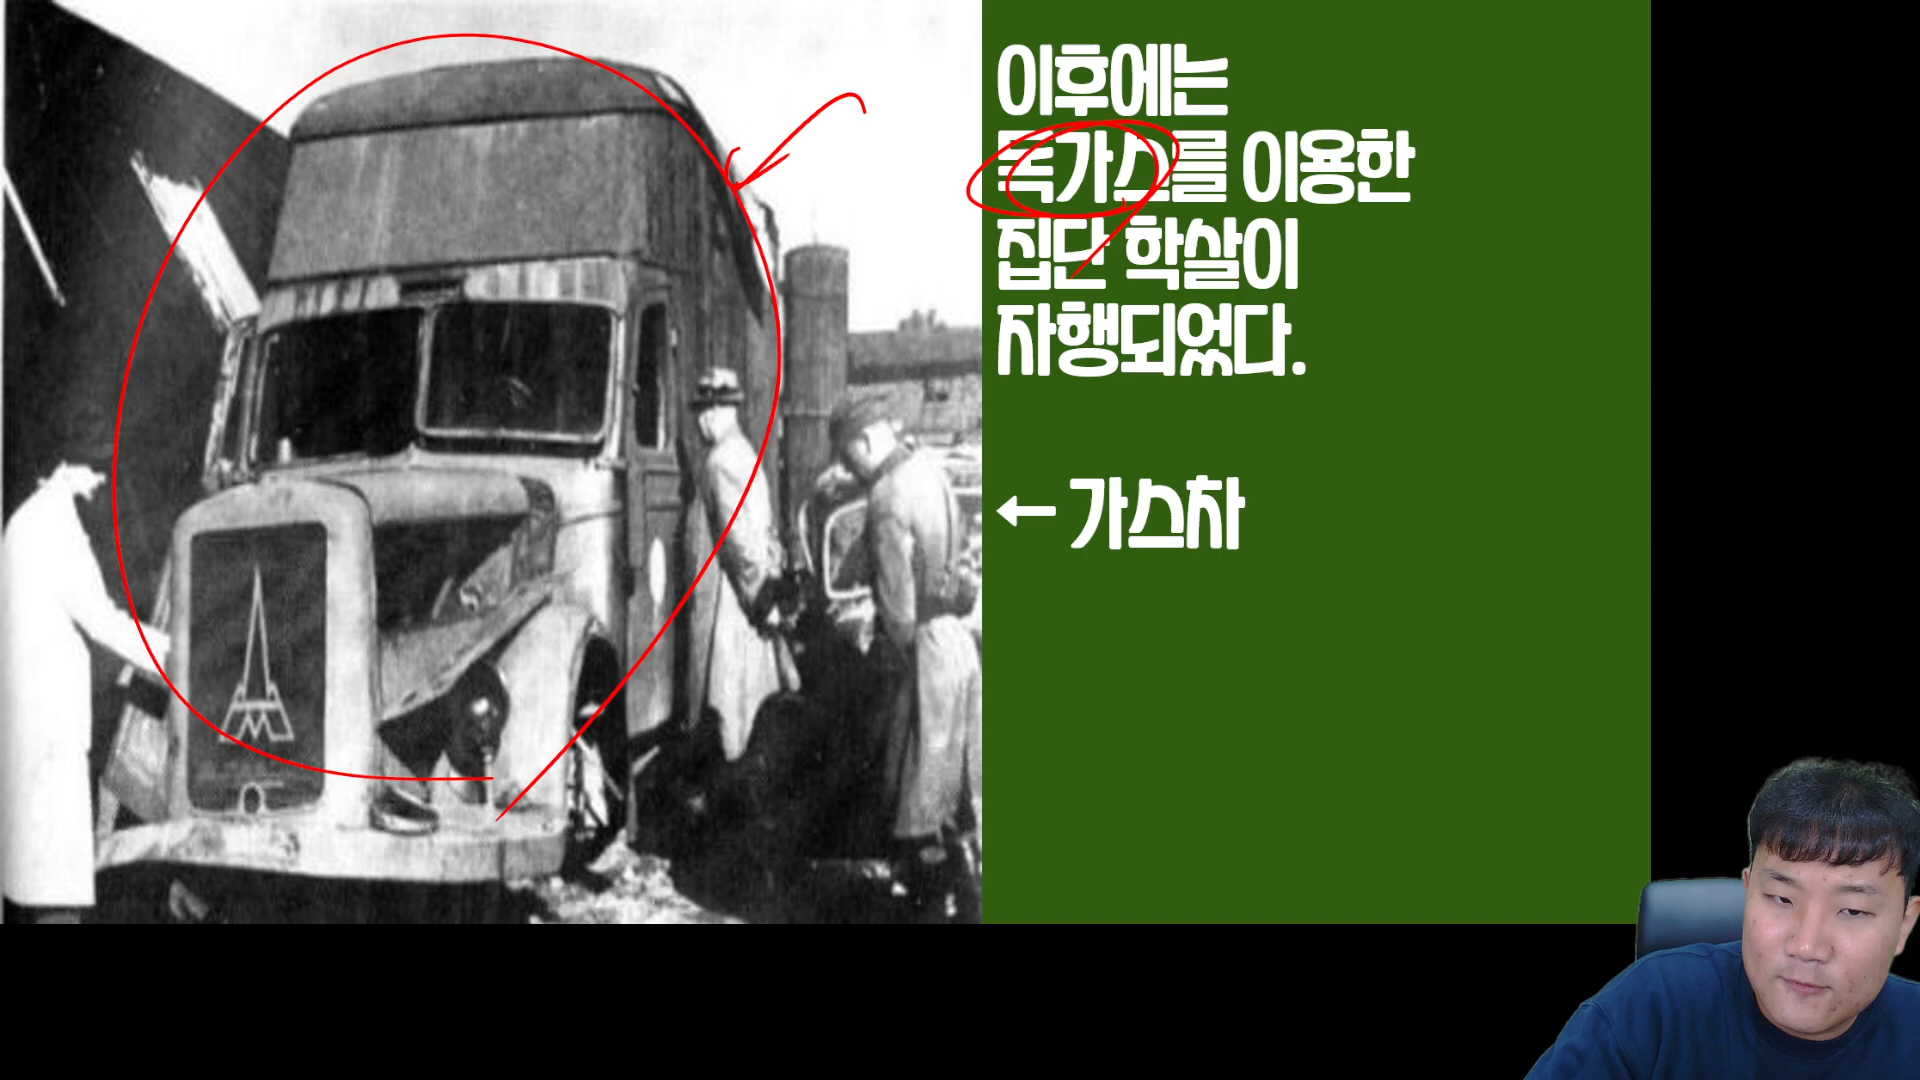 이후에는
독가스를 이용한
집단 학살이
자행되었다.
← 가스차